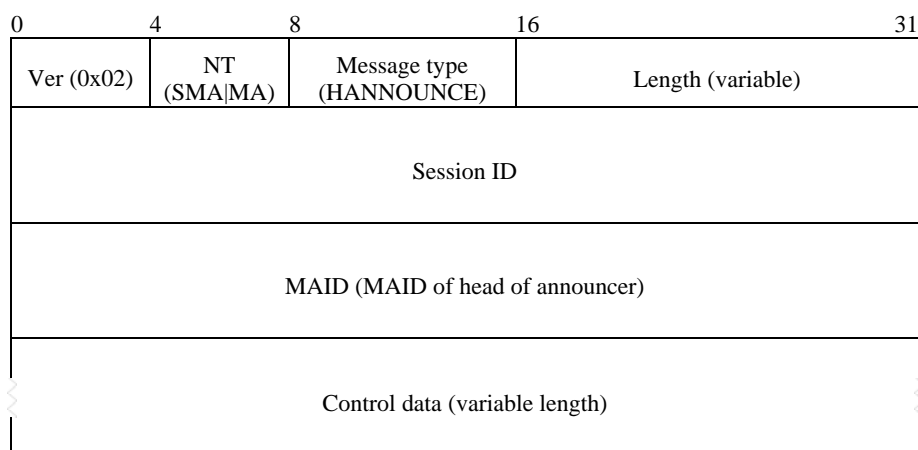 0 4 8 16 31
Ver (0x02)
NT
(SMA|MA)
Message type
(HANNOUNCE)
Length (variable)
Session ID
MAID (MAID of head of announcer)
Control data (variable length)